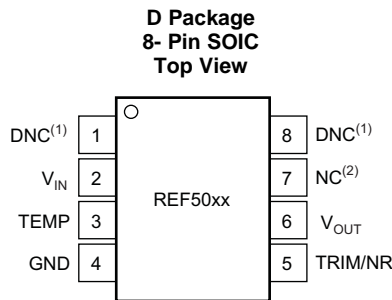 D Package
8- Pin SOIC
Top View
DNC(1) 1 8 DNC(1)
VIN 2 7 NC(2)
REF50xx
TEMP 3 6 VOUT
GND 4 5 TRIM/NR